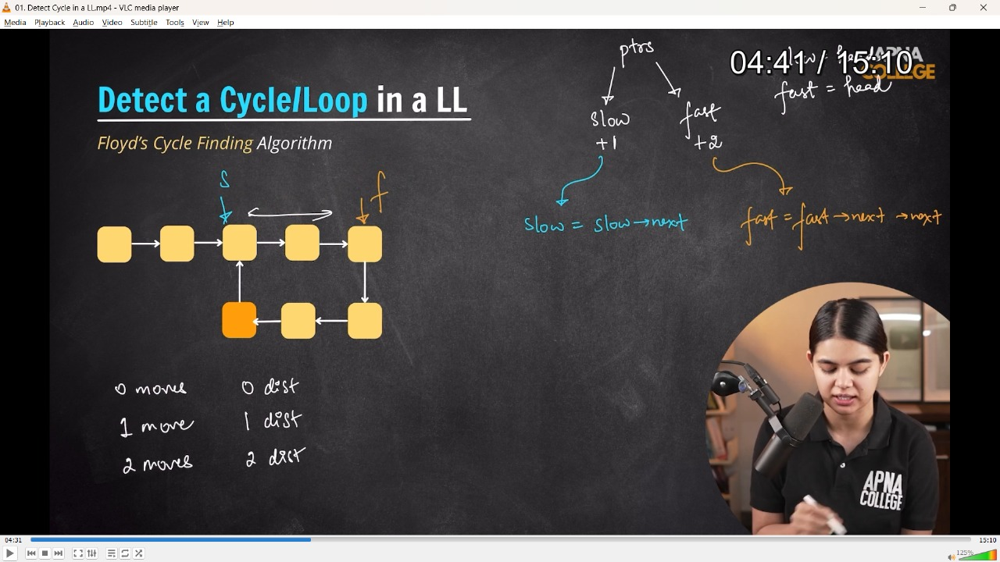 01. Detect Cycle in a LL.mp4 - VLC media player
Media Playback Audio Video Subtitle Tools View Help
04:41 / 15:10
APNA
COLLEGE
slow = head
fast = head
ptrs
slow
+1
fast
+2
slow = slow→next
fast = fast→next →next
Detect a Cycle/Loop in a LL
Floyd's Cycle Finding Algorithm
s
f
0 moves 0 dist
1 move 1 dist
2 moves 2 dist
APNA
COLLEGE
04:31
15:10
125%